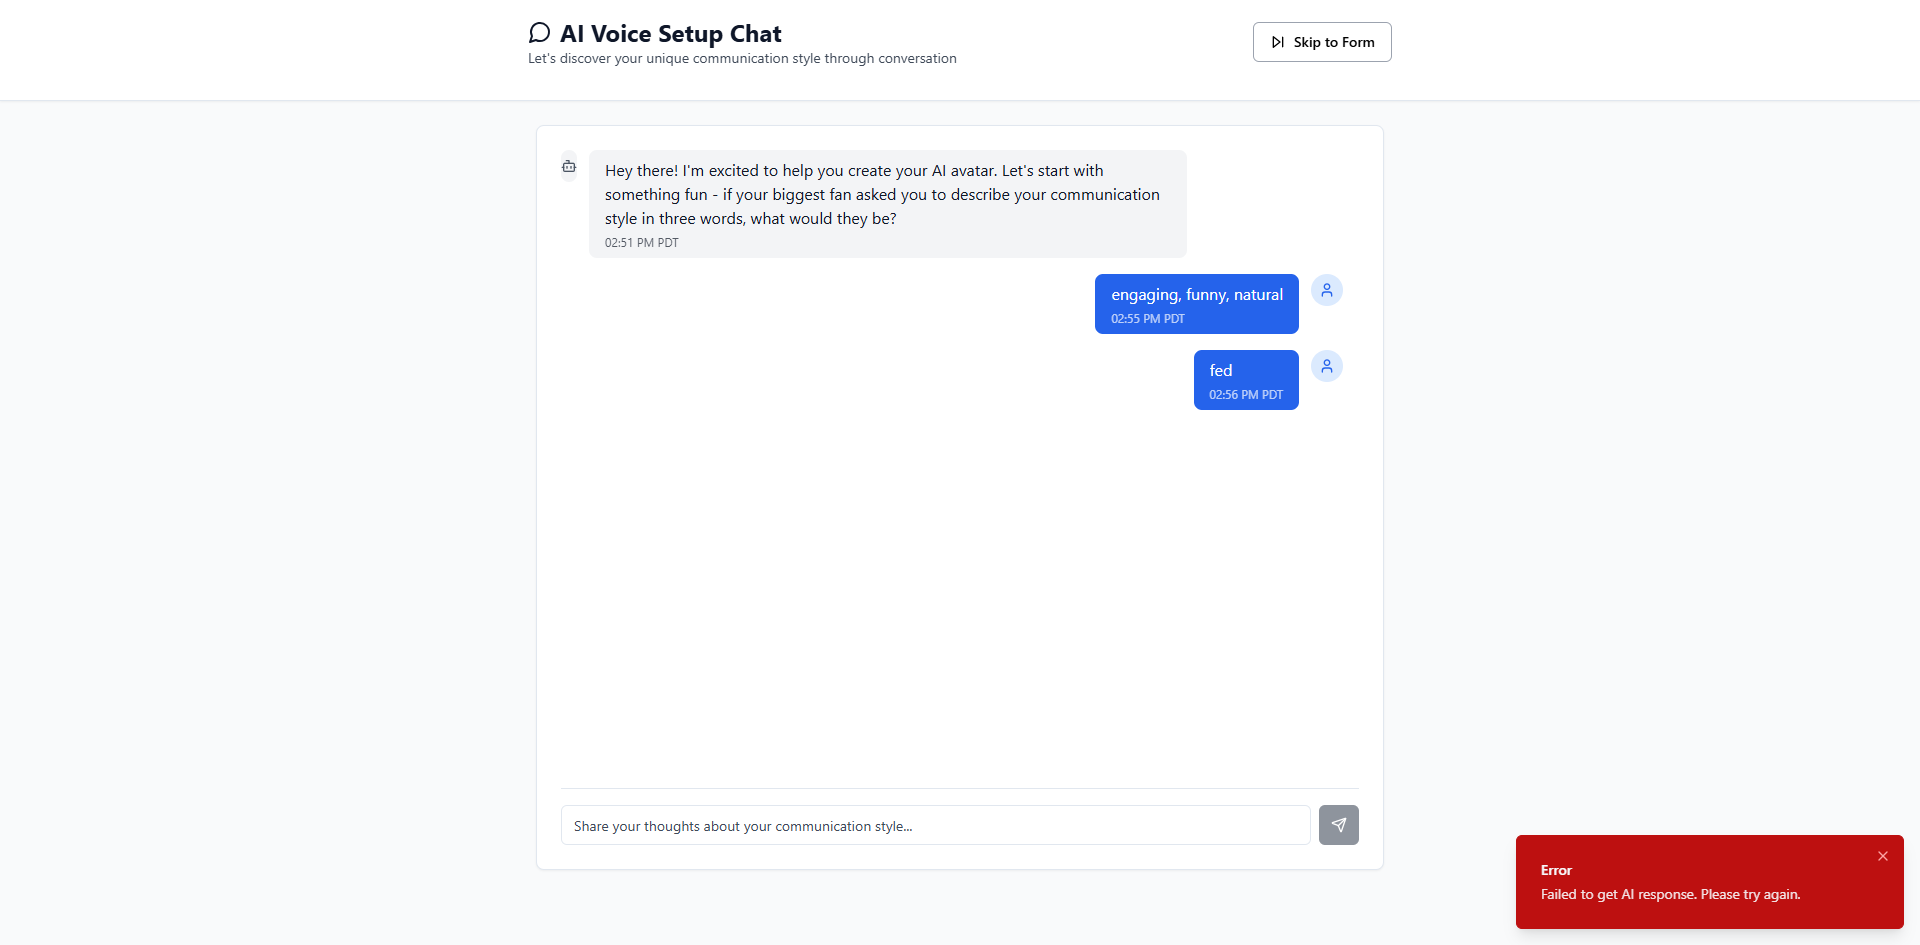 AI Voice Setup Chat
Let's discover your unique communication style through conversation
Skip to Form
Hey there! I'm excited to help you create your AI avatar. Let's start with
something fun - if your biggest fan asked you to describe your communication
style in three words, what would they be?
02:51 PM PDT
engaging, funny, natural
02:55 PM PDT
fed
02:56 PM PDT
Share your thoughts about your communication style...
Error
Failed to get AI response. Please try again.